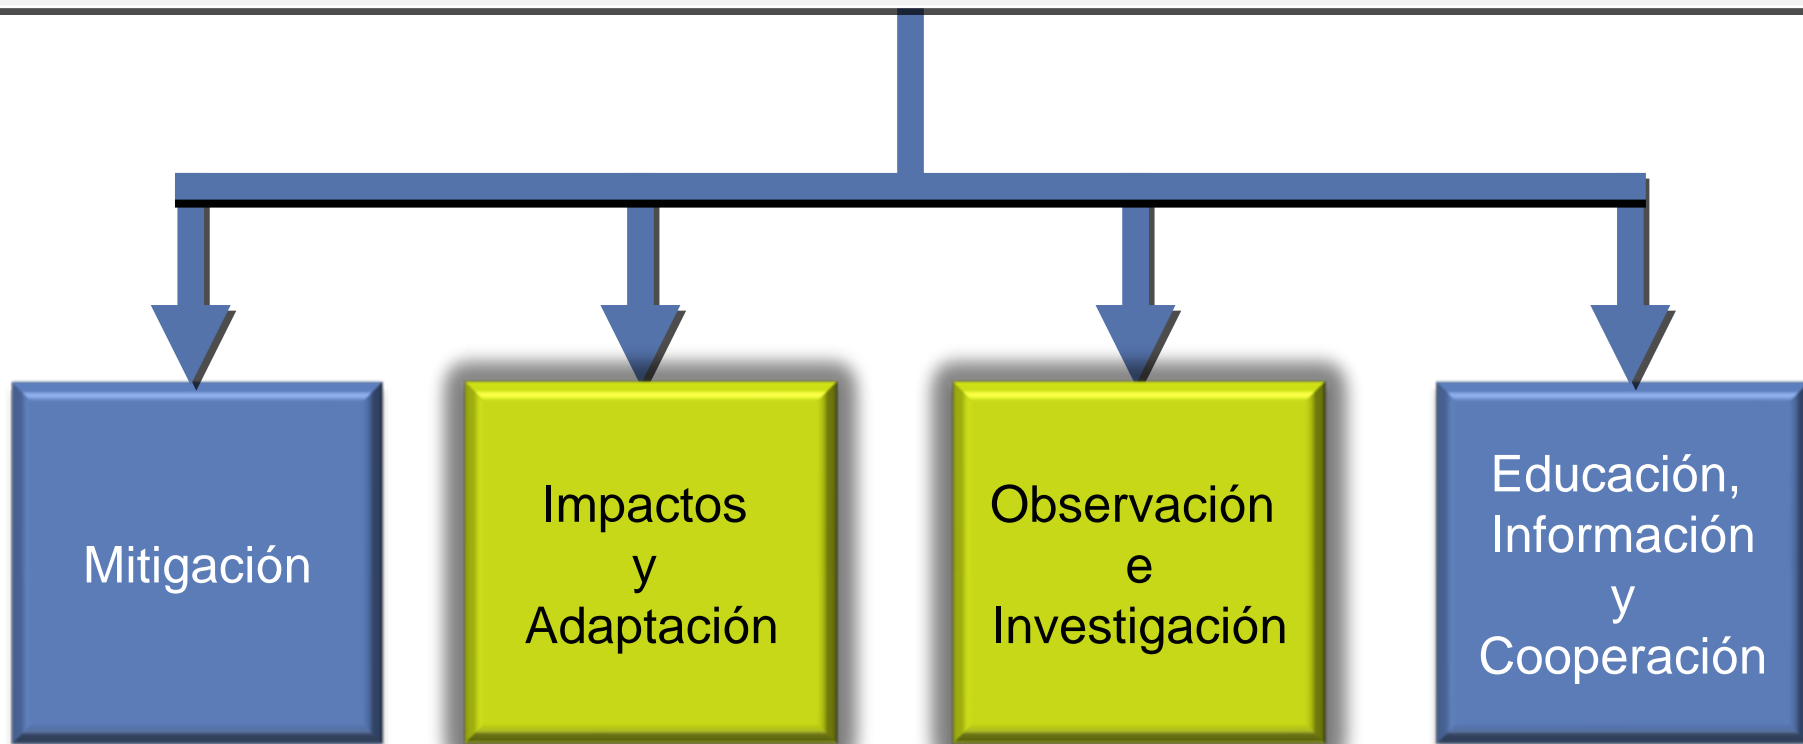 Mitigación
Impactos
y
Adaptación
Observación
e
Investigación
Educación,
Información
y
Cooperación